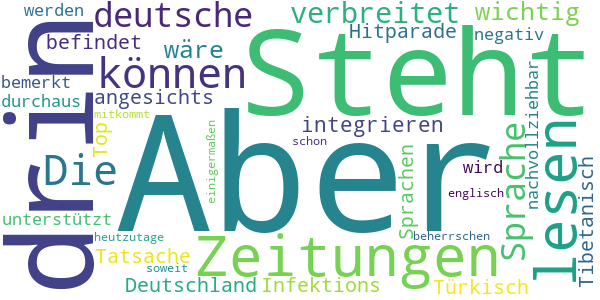 werden
deutsche
verbreitet
wichtig
befindet
wäre
Hitparade
negativ
drin
können
Steht
bemerkt
durchaus
angesichts
mitkommt
Top
Die
Aber
einigermaßen
integrieren
schon
Sprachen
wird
englisch
Sprache
nachvollziehbar
lesen
Tibetanisch
unterstützt
heutzutage
Tatsache
soweit
Zeitungen
beherrschen
Deutschland
Infektions
Türkisch